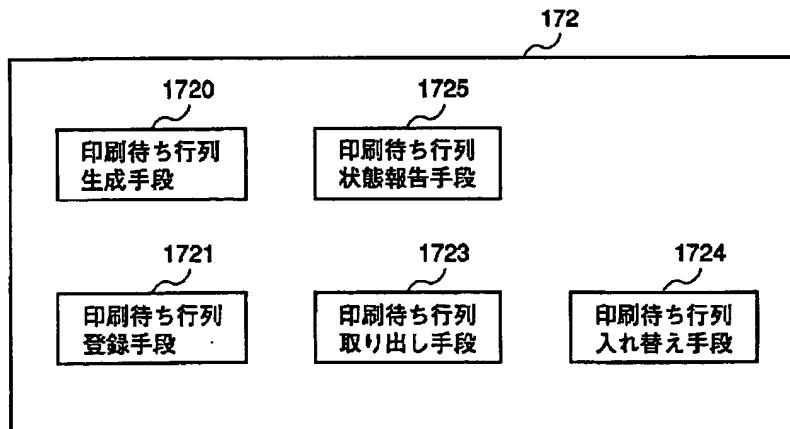 172
1720
印刷待ち行列
生成手段
1725
印刷待ち行列
状態報告手段
1721
印刷待ち行列
登録手段
1723
印刷待ち行列
取り出し手段
1724
印刷待ち行列
入れ替え手段